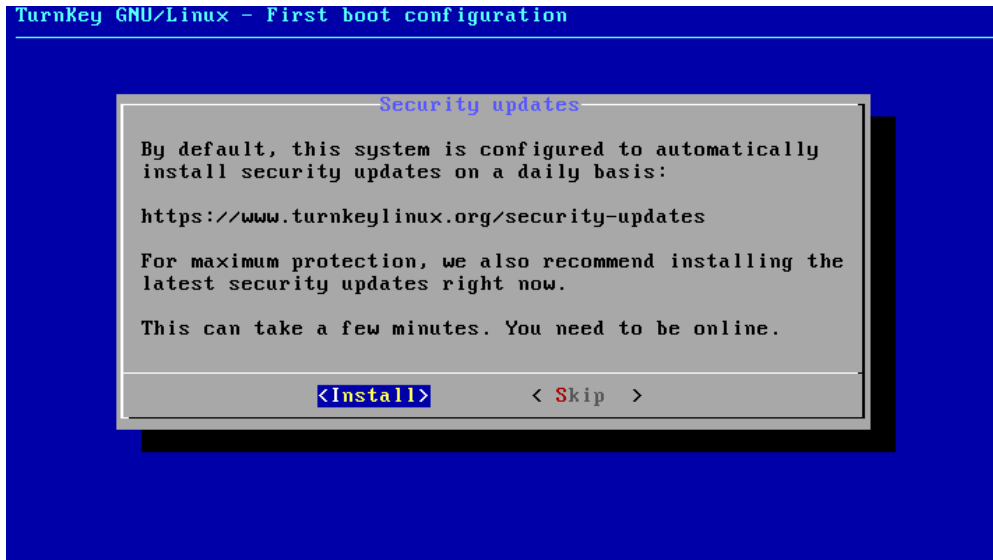 TurnKey GNU/Linux - First boot configuration
Security updates
By default, this system is configured to automatically
install security updates on a daily basis:
https://www.turnkeylinux.org/security-updates
For maximum protection, we also recommend installing the
latest security updates right now.
This can take a few minutes. You need to be online.
<Install> < Skip >